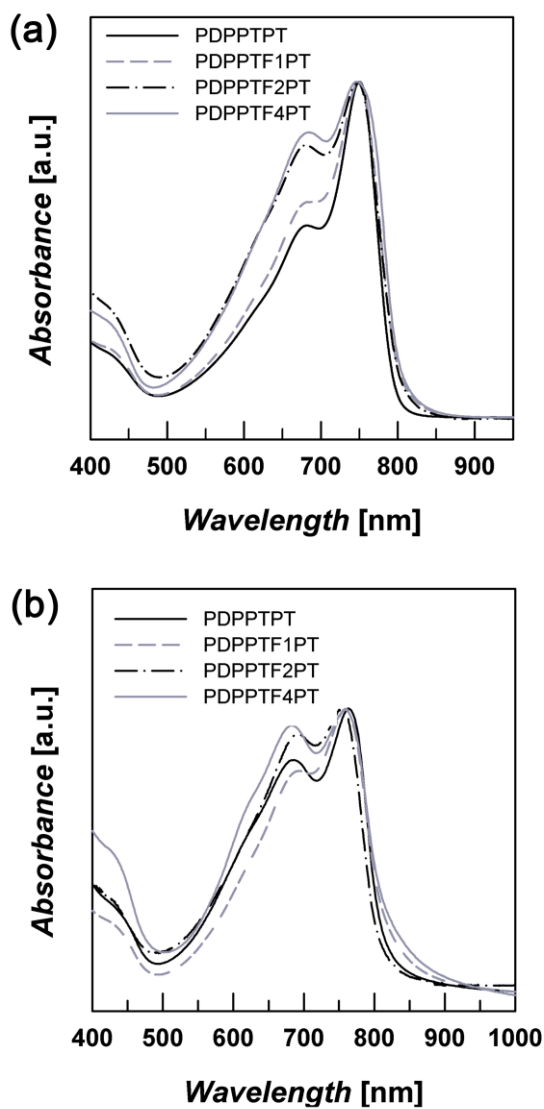 (a)
PDPPTPT
PDPPTF1PT
PDPPTF2PT
PDPPTF4PT
Absorbance [a.u.]
400 500 600 700 800 900
Wavelength [nm]
(b)
PDPPTPT
PDPPTF1PT
PDPPTF2PT
PDPPTF4PT
Absorbance [a.u.]
400 500 600 700 800 900 1000
Wavelength [nm]